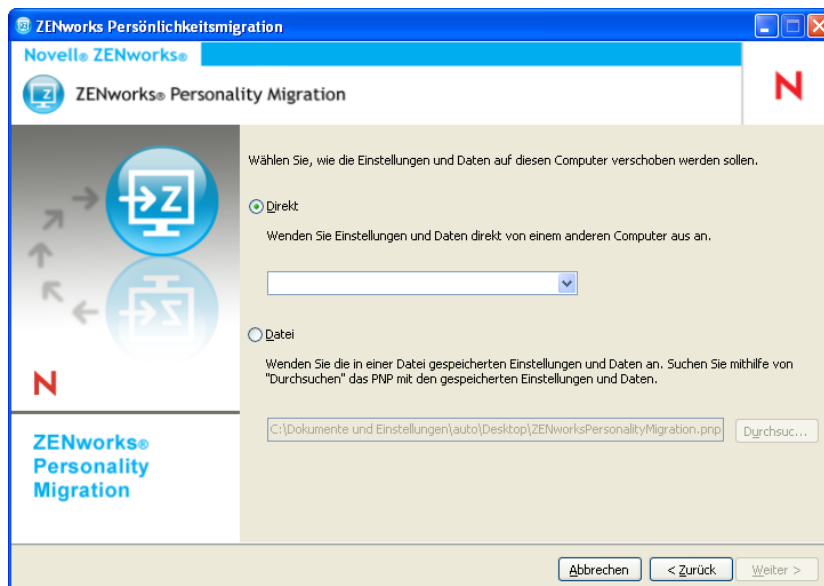 ZENworks Persönlichkeitsmigration
Novell® ZENworks®
ZENworks® Personality Migration
N
Wählen Sie, wie die Einstellungen und Daten auf diesen Computer verschoben werden sollen.
Direkt
Wenden Sie Einstellungen und Daten direkt von einem anderen Computer aus an.
Z
Datei
Wenden Sie die in einer Datei gespeicherten Einstellungen und Daten an. Suchen Sie mithilfe von
"Durchsuchen" das PNP mit den gespeicherten Einstellungen und Daten.
N
C:\Dokumente und Einstellungen\auto\Desktop\ZENworksPersonalityMigration.pnp
Durchsuc...
ZENworks®
Personality
Migration
Abbrechen
< Zurück
Weiter >